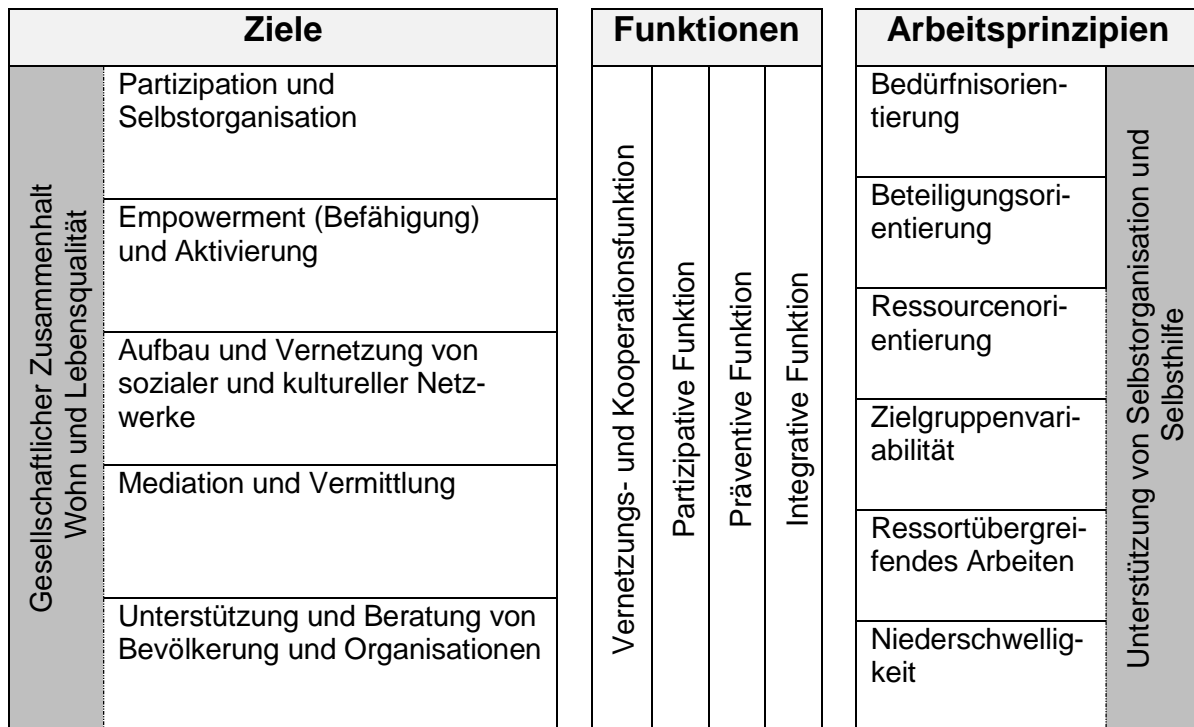 Ziele
Gesellschaftlicher Zusammenhalt
Wohn und Lebensqualität
Partizipation und
Selbstorganisation
Empowerment (Befähigung)
und Aktivierung
Aufbau und Vernetzung von
sozialer und kultureller Netz-
werke
Mediation und Vermittlung
Unterstützung und Beratung von
Bevölkerung und Organisationen
Funktionen
Vernetzungs- und Kooperationsfunktion
Partizipative Funktion
Präventive Funktion
Integrative Funktion
Arbeitsprinzipien
Bedürfnisorien-
tierung
Beteiligungsori-
entierung
Ressourcenori-
entierung
Zielgruppenvari-
abilität
Ressortübergrei-
fendes Arbeiten
Niederschwellig-
keit
Unterstützung von Selbstorganisation und
Selbsthilfe